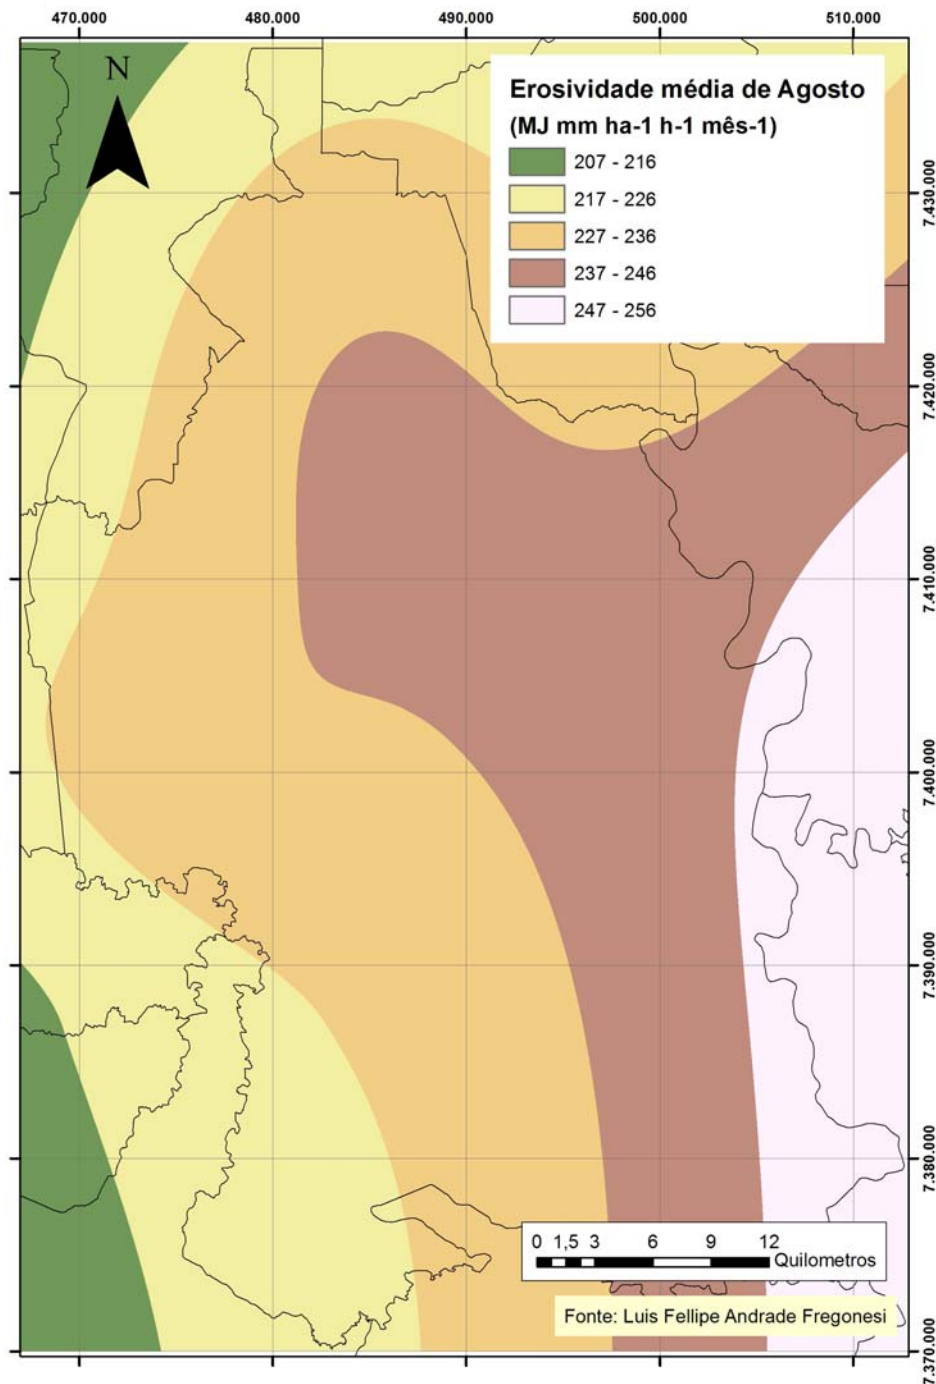 470.000 480.000 490.000 500.000 510.000
N
Erosividade média de Agosto
(MJ mm ha-1 h-1 mês-1)
207 - 216
217 - 226
227 - 236
237 - 246
247 - 256
7.430.000
7.420.000
7.410.000
7.400.000
7.390.000
7.380.000
7.370.000
0 1,5 3 6 9 12
Quilometros
Fonte: Luis Fellipe Andrade Fregonesi